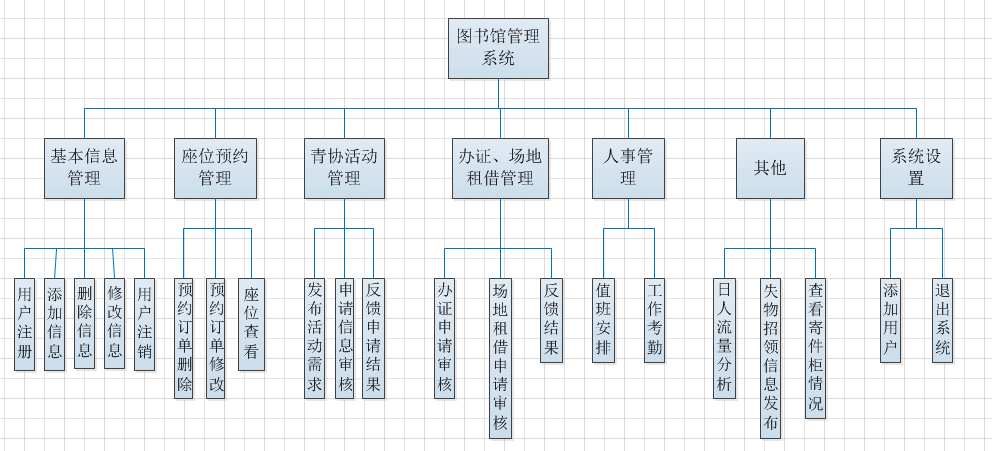 图书馆管理
系统
基本信息
管理
座位预约
管理
青协活动
管理
办证、场地
租借管理
人事管
理
其他
系统设
置
用户注册
添加信息
删除信息
修改信息
用户注销
预约订单删除
预约订单修改
座位查看
发布活动需求
申请信息审核
反馈申请结果
办证申请审核
场地租借申请审核
反馈结果
值班安排
工作考勤
日人流量分析
失物招领信息发布
查看寄件柜情况
添加用户
退出系统